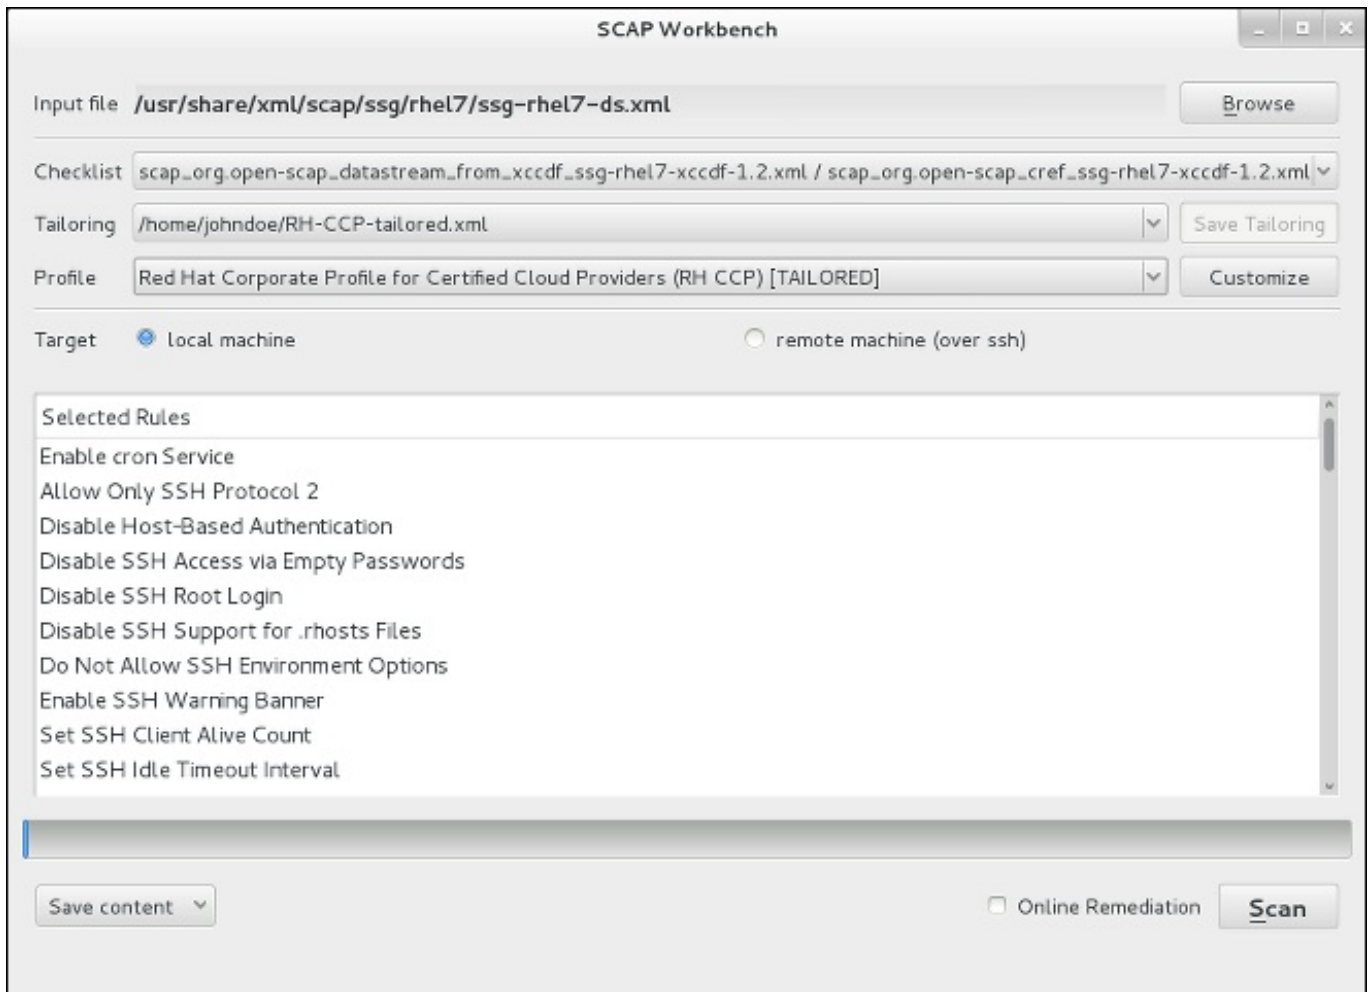 SCAP Workbench
Input file /usr/share/xml/scap/ssg/rhel7/ssg-rhel7-ds.xml Browse
Checklist scap_org.open-scap_datastream_from_xccdf_ssg-rhel7-xccdf-1.2.xml / scap_org.open-scap_cref_ssg-rhel7-xccdf-1.2.xml
Tailoring /home/johndoe/RH-CCP-tailored.xml Save Tailoring
Profile Red Hat Corporate Profile for Certified Cloud Providers (RH CCP) [TAILORED] Customize
Target local machine remote machine (over ssh)
Selected Rules
Enable cron Service
Allow Only SSH Protocol 2
Disable Host-Based Authentication
Disable SSH Access via Empty Passwords
Disable SSH Root Login
Disable SSH Support for .rhosts Files
Do Not Allow SSH Environment Options
Enable SSH Warning Banner
Set SSH Client Alive Count
Set SSH Idle Timeout Interval
Save content Online Remediation Scan